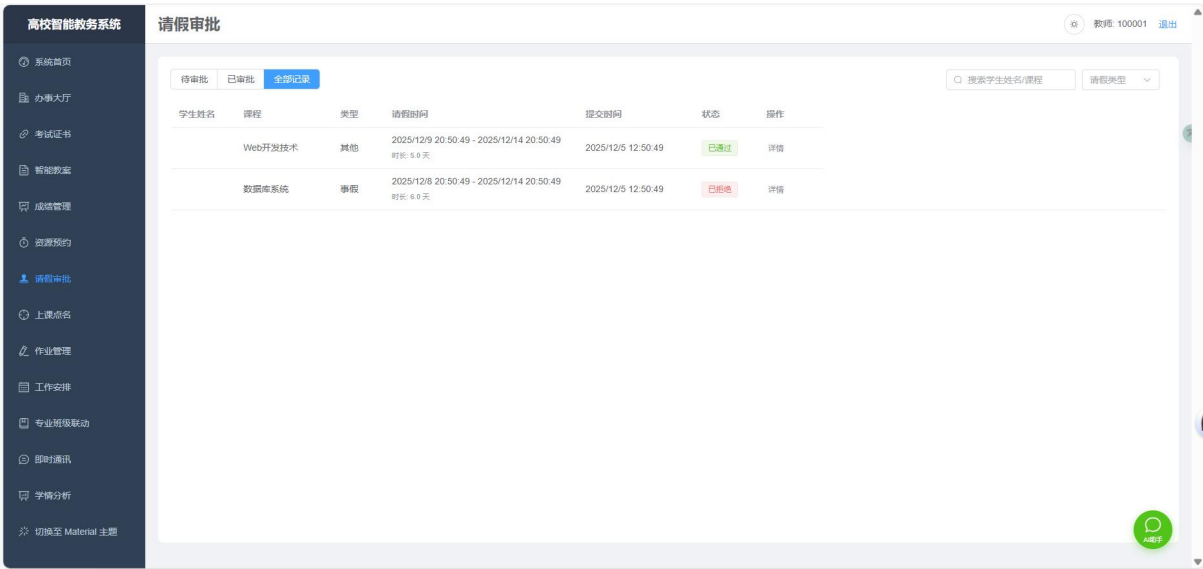 高校智能教务系统
请假审批
教师: 100001 退出
系统首页
办事大厅
考试证书
智能教案
成绩管理
资源预约
请假审批
上课点名
作业管理
工作安排
专业班级联动
即时通讯
学情分析
切换至 Material 主题
待审批 已审批 全部记录
搜索学生姓名/课程 请假类型
学生姓名 课程 类型 请假时间 提交时间 状态 操作
Web开发技术 其他 2025/12/9 20:50:49 - 2025/12/14 20:50:49 2025/12/5 12:50:49 已通过 详情
时长: 5.0 天
数据库系统 事假 2025/12/8 20:50:49 - 2025/12/14 20:50:49 2025/12/5 12:50:49 已拒绝 详情
时长: 6.0 天
AI助手